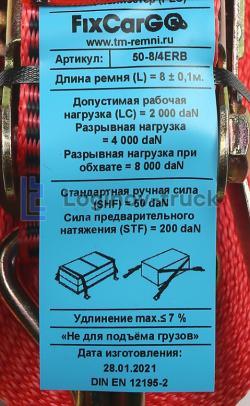 FixCarGO
www.tm-remni.ru
Артикул: 50-8/4ERB
Длина ремня (L) = 8 ± 0,1м.
Допустимая рабочая
нагрузка (LC) = 2 000 daN
Разрывная нагрузка
= 4 000 daN
Разрывная нагрузка при
обхвате = 8 000 daN
Стандартная ручная сила
(SHF) = 50 daN
Сила предварительного
натяжения (STF) = 200 daN
Удлинение max.≤ 7 %
«Не для подъёма грузов»
Дата изготовления:
28.01.2021
DIN EN 12195-2